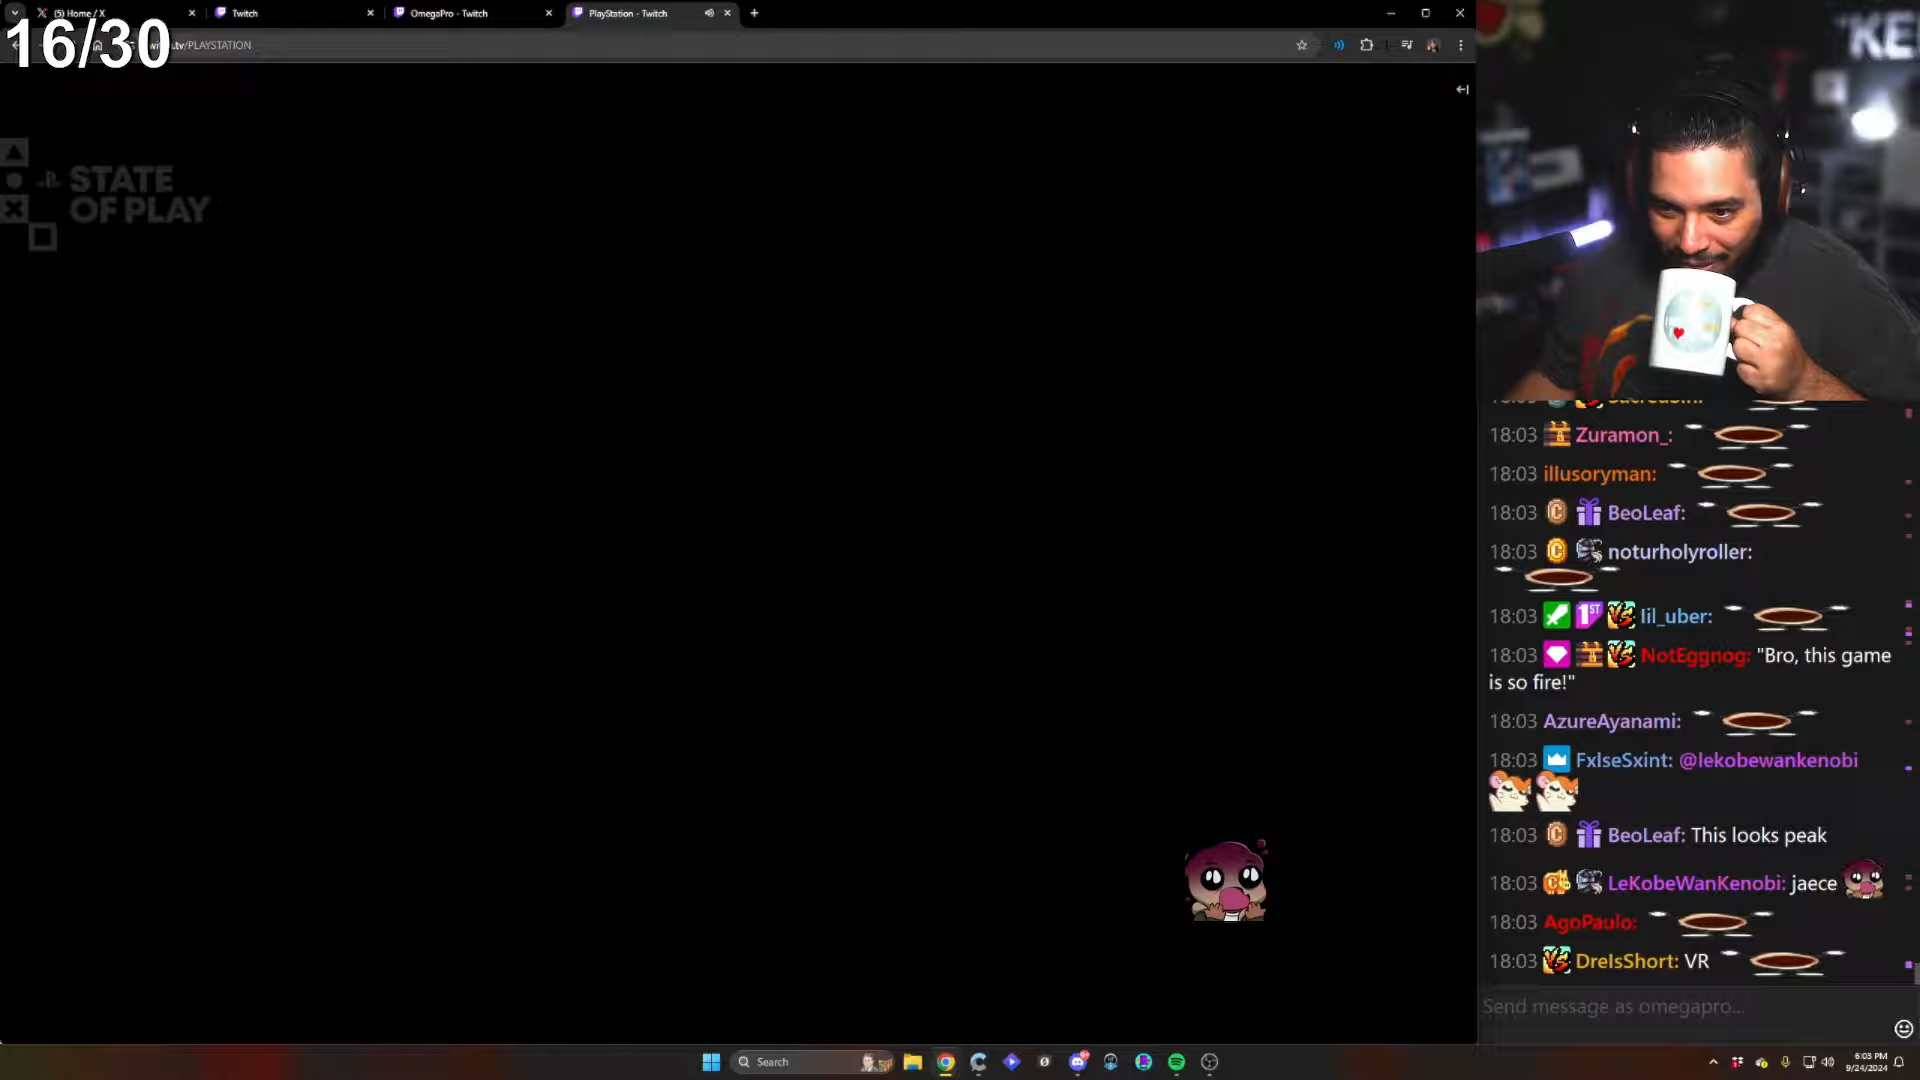 (5) Home / X
Twitch
OmegaPro - Twitch
PlayStation - Twitch
16/30
.tv/PLAYSTATION
"KE
STATE
OF PLAY
18:03 Zuramon_:
18:03 illusoryman:
18:03 BeoLeaf:
18:03 noturholyroller:
18:03 lil_uber:
18:03 NotEggnog: "Bro, this game
is so fire!"
18:03 AzureAyanami:
18:03 FxlseSxint: @lekobewankenobi
18:03 BeoLeaf: This looks peak
18:03 LeKobeWanKenobi: jaece
18:03 AgoPaulo:
18:03 DreIsShort: VR
Send message as omegapro...
Search
6:03 PM
9/24/2024